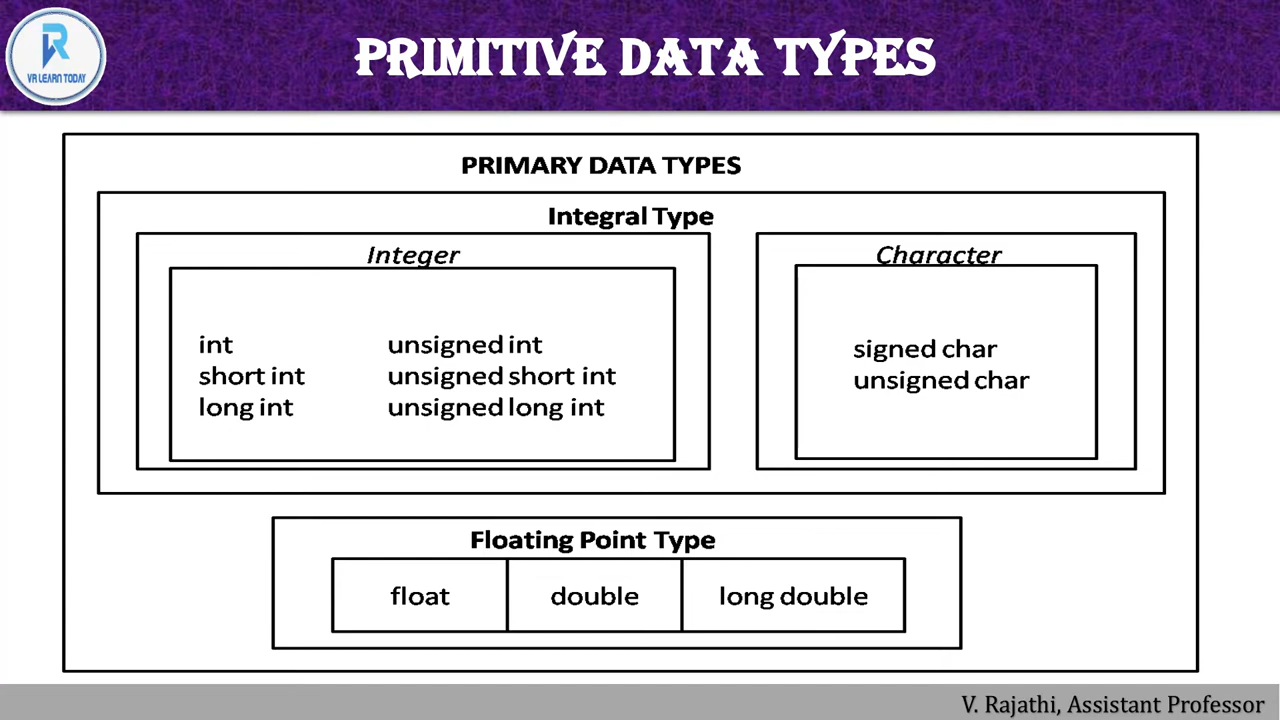 VR LEARN TODAY
PRIMITIVE DATA TYPES
PRIMARY DATA TYPES
Integral Type
Integer
int unsigned int
short int unsigned short int
long int unsigned long int
Character
signed char
unsigned char
Floating Point Type
float double long double
V. Rajathi, Assistant Professor